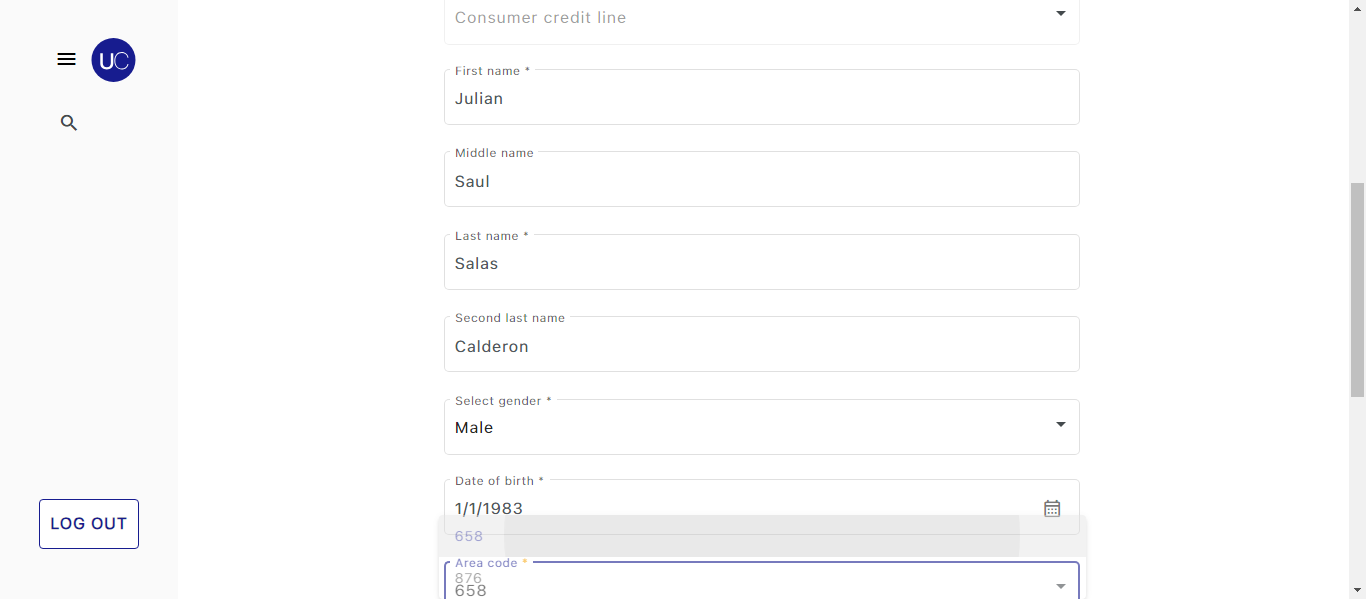 Consumer credit line
UC
First name *
Julian
Middle name
Saul
Last name *
Salas
Second last name
Calderon
Select gender *
Male
Date of birth *
1/1/1983
658
LOG OUT
Area code *
876
658